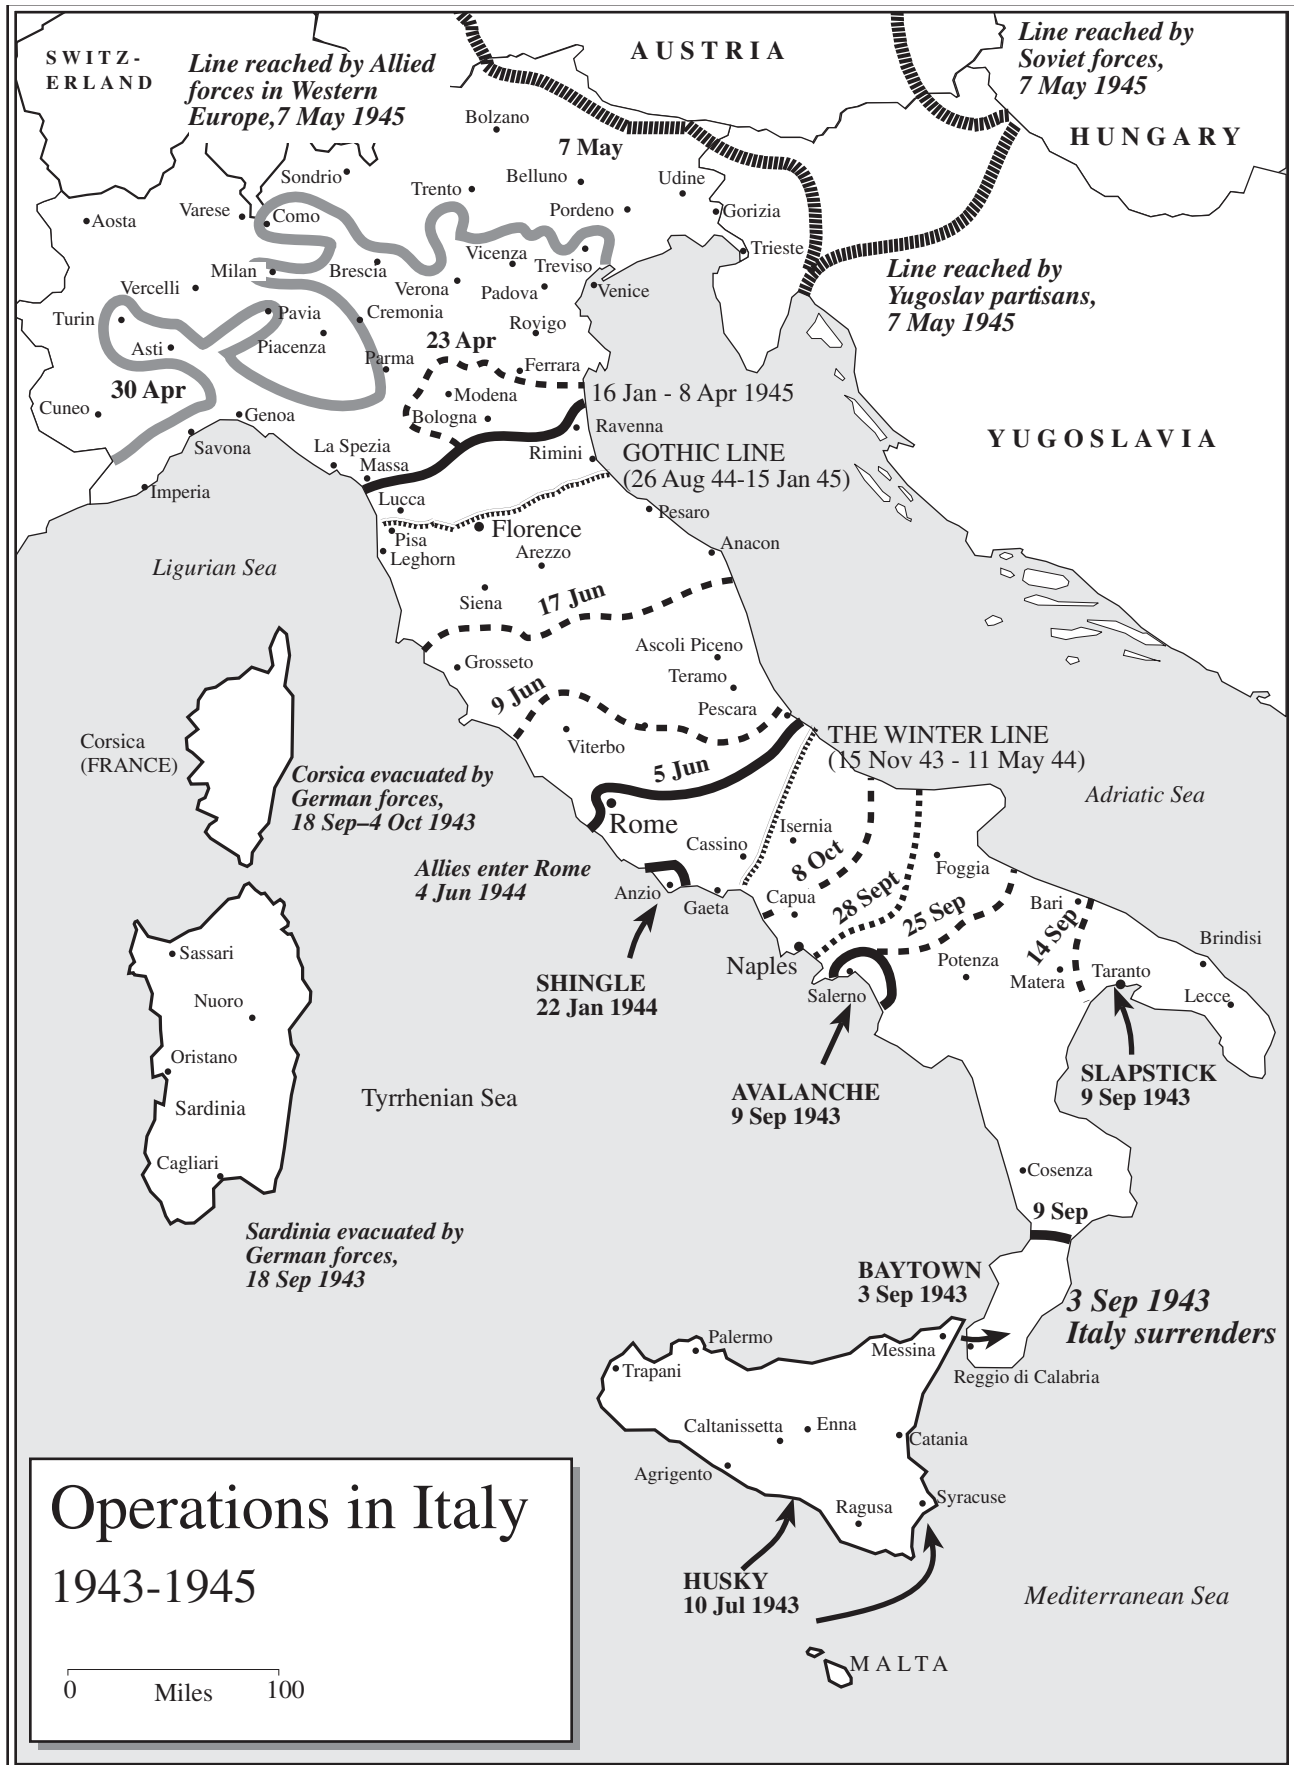 SWITZ-
ERLAND
Line reached by Allied
forces in Western
Europe,7 May 1945
AUSTRIA
Line reached by
Soviet forces,
7 May 1945
HUNGARY
Bolzano
7 May
Sondrio
Trento
Belluno
Udine
Aosta
Varese
Como
Pordeno
Gorizia
Trieste
Milan
Brescia
Vicenza
Treviso
Line reached by
Yugoslav partisans,
7 May 1945
Vercelli
Verona
Padova
Venice
Turin
Pavia
Cremonia
Rovigo
Asti
Piacenza
Parma
23 Apr
Ferrara
30 Apr
Modena
16 Jan - 8 Apr 1945
Cuneo
Genoa
Bologna
Ravenna
YUGOSLAVIA
Savona
La Spezia
Massa
Rimini
GOTHIC LINE
(26 Aug 44-15 Jan 45)
Imperia
Lucca
Pesaro
Florence
Pisa
Leghorn
Arezzo
Anacon
Ligurian Sea
Siena
17 Jun
Grosseto
Ascoli Piceno
Teramo
9 Jun
Pescara
Corsica
(FRANCE)
Viterbo
THE WINTER LINE
(15 Nov 43 - 11 May 44)
Corsica evacuated by
German forces,
18 Sep–4 Oct 1943
5 Jun
Adriatic Sea
Rome
Isernia
Cassino
8 Oct
Allies enter Rome
4 Jun 1944
Foggia
Anzio
Gaeta
Capua
28 Sept
25 Sep
Bari
14 Sep
Brindisi
Sassari
Naples
Potenza
Matera
Taranto
SHINGLE
22 Jan 1944
Salerno
Lecce
Nuoro
Oristano
AVALANCHE
9 Sep 1943
SLAPSTICK
9 Sep 1943
Sardinia
Tyrrhenian Sea
Cagliari
Cosenza
Sardinia evacuated by
German forces,
18 Sep 1943
9 Sep
BAYTOWN
3 Sep 1943
3 Sep 1943
Italy surrenders
Palermo
Messina
Trapani
Reggio di Calabria
Caltanissetta
Enna
Catania
Agrigento
Ragusa
Syracuse
HUSKY
10 Jul 1943
Mediterranean Sea
MALTA
Operations in Italy
1943-1945
0
Miles
100